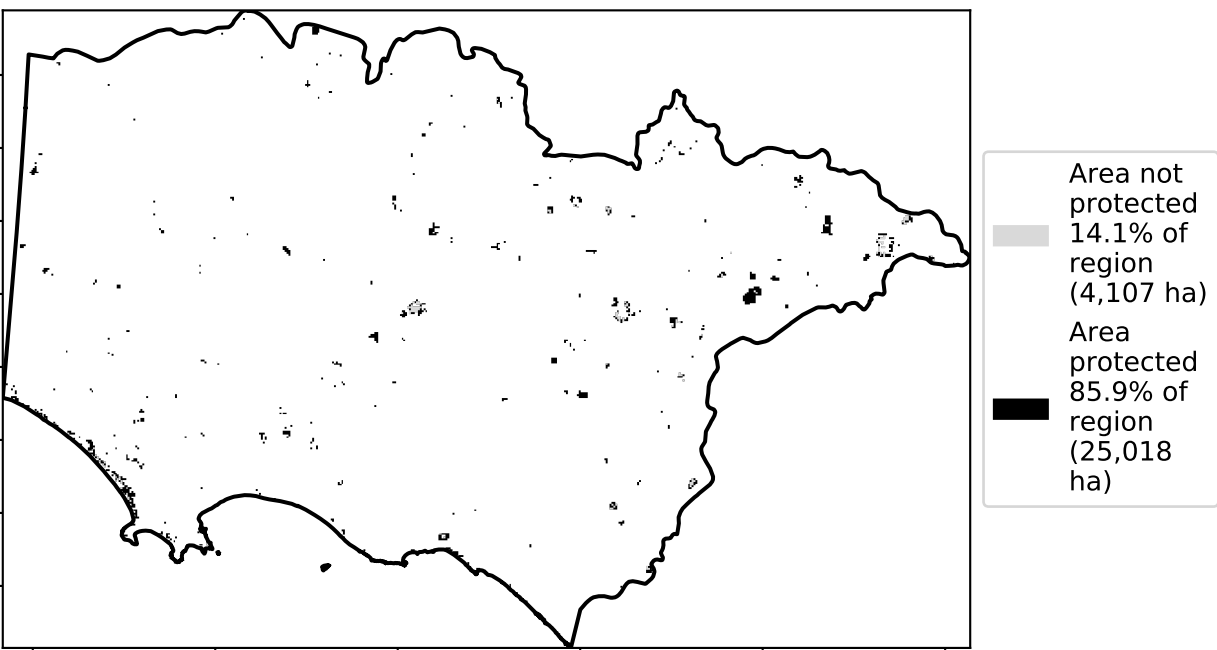 Area not
protected
14.1% of
region
(4,107 ha)
Area
protected
85.9% of
region
(25,018
ha)